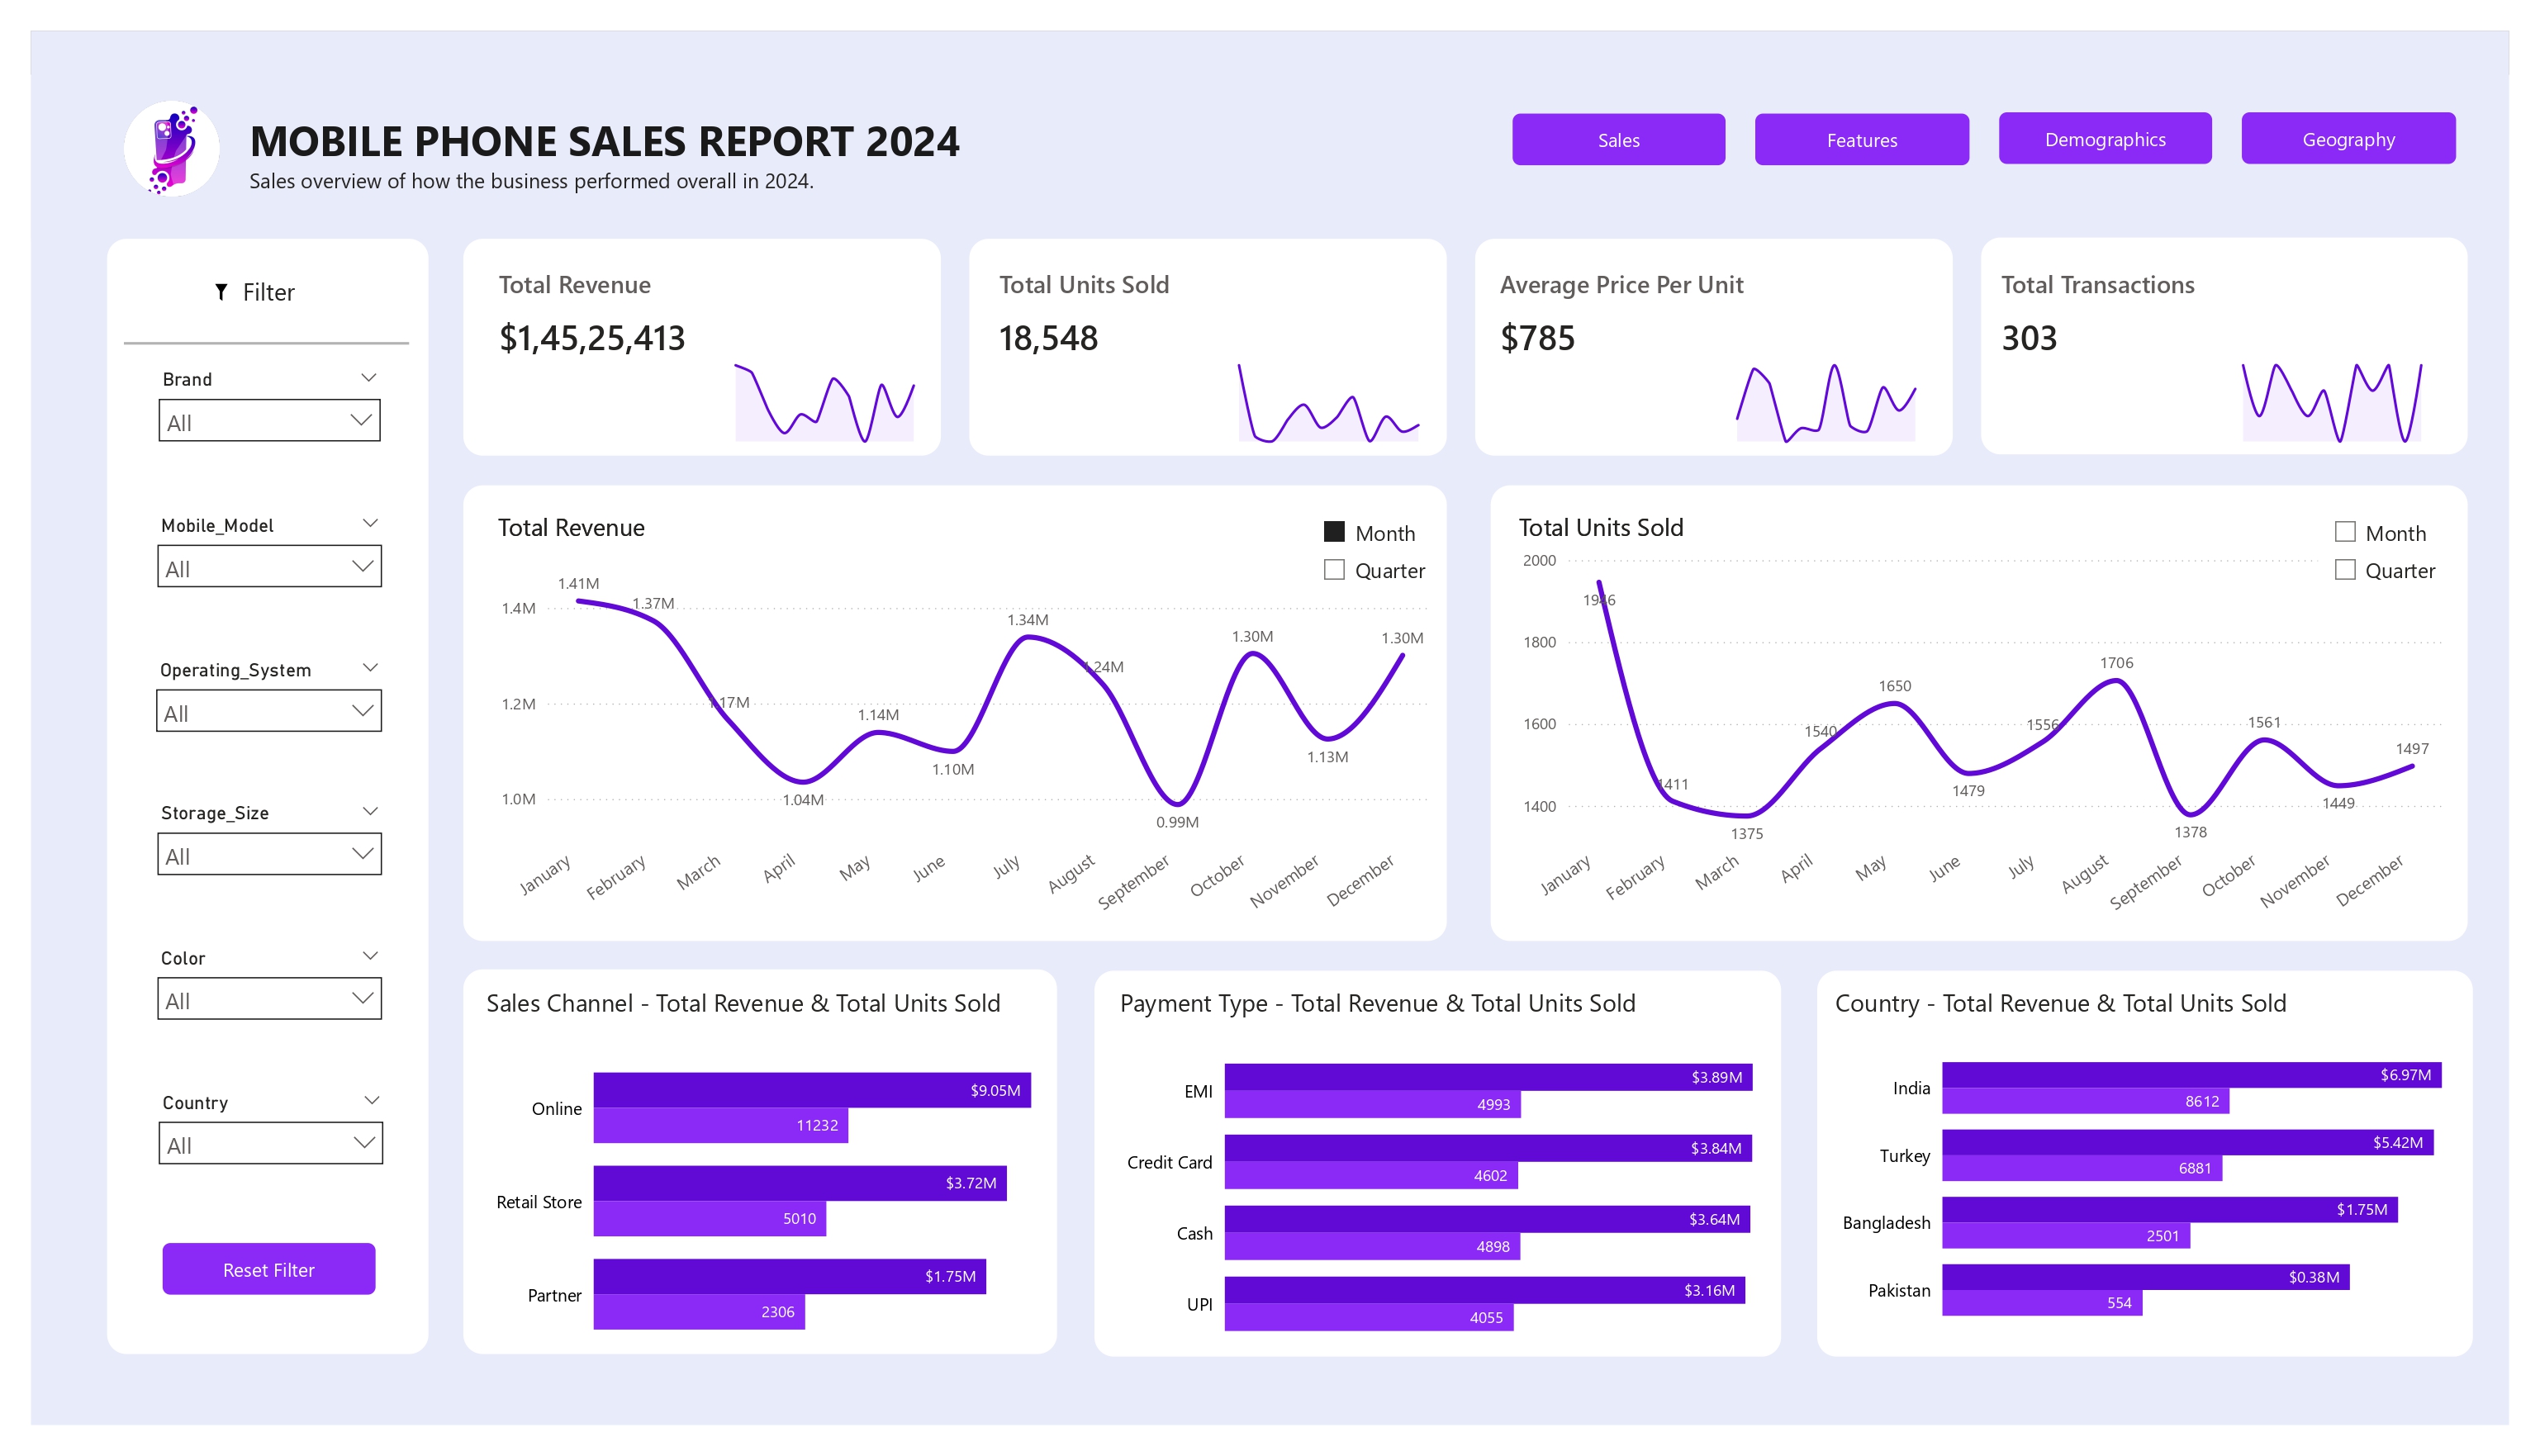 MOBILE PHONE SALES REPORT 2024
Sales overview of how the business performed overall in 2024.
Sales
Features
Demographics
Geography
Filter
Brand
All
Mobile_Model
All
Operating_System
All
Storage_Size
All
Color
All
Country
All
Reset Filter
Total Revenue
$1,45,25,413
Total Units Sold
18,548
Average Price Per Unit
$785
Total Transactions
303
Total Revenue
Month
Quarter
1.4M
1.2M
1.0M
1.41M
1.37M
1.17M
1.04M
1.14M
1.10M
1.34M
1.24M
0.99M
1.30M
1.13M
1.30M
January
February
March
April
May
June
July
August
September
October
November
December
Total Units Sold
Month
Quarter
2000
1800
1600
1400
1946
1411
1375
1540
1650
1479
1556
1706
1378
1561
1449
1497
January
February
March
April
May
June
July
August
September
October
November
December
Sales Channel - Total Revenue & Total Units Sold
Online
$9.05M
11232
Retail Store
$3.72M
5010
Partner
$1.75M
2306
Payment Type - Total Revenue & Total Units Sold
EMI
$3.89M
4993
Credit Card
$3.84M
4602
Cash
$3.64M
4898
UPI
$3.16M
4055
Country - Total Revenue & Total Units Sold
India
$6.97M
8612
Turkey
$5.42M
6881
Bangladesh
$1.75M
2501
Pakistan
$0.38M
554